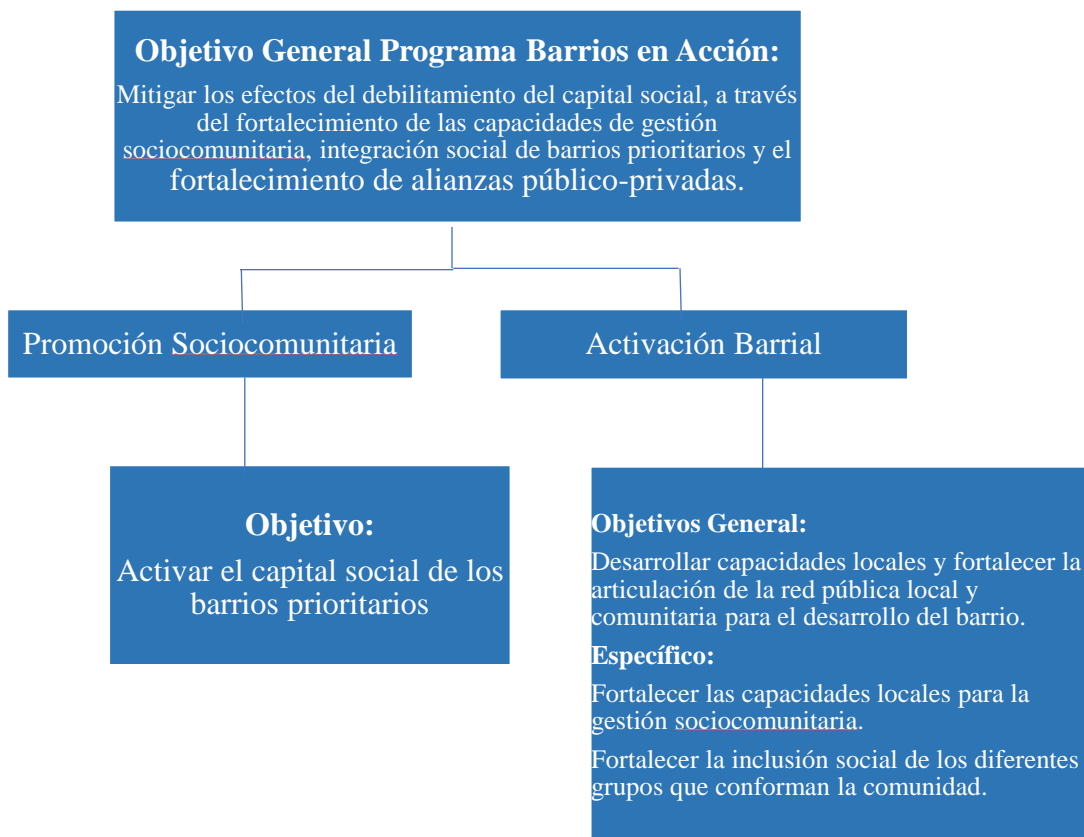 Objetivo General Programa Barrios en Acción:
Mitigar los efectos del debilitamiento del capital social, a través
del fortalecimiento de las capacidades de gestión
sociocomunitaria, integración social de barrios prioritarios y el
fortalecimiento de alianzas público-privadas.
Promoción Sociocomunitaria
Activación Barrial
Objetivo:
Activar el capital social de los
barrios prioritarios
Objetivos General:
Desarrollar capacidades locales y fortalecer la
articulación de la red pública local y
comunitaria para el desarrollo del barrio.
Específico:
Fortalecer las capacidades locales para la
gestión sociocomunitaria.
Fortalecer la inclusión social de los diferentes
grupos que conforman la comunidad.